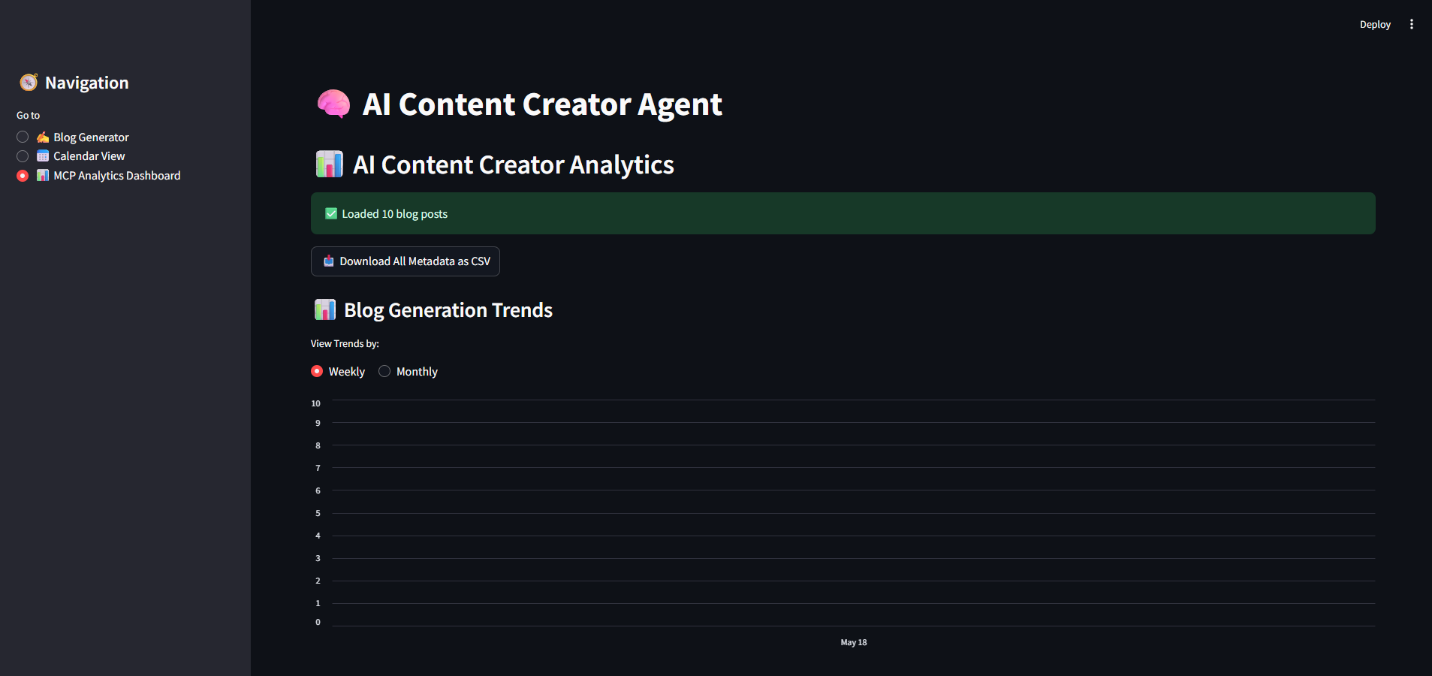 Deploy
Navigation
Go to
Blog Generator
Calendar View
MCP Analytics Dashboard
AI Content Creator Agent
AI Content Creator Analytics
Loaded 10 blog posts
Download All Metadata as CSV
Blog Generation Trends
View Trends by:
Weekly Monthly
10
9
8
7
6
5
4
3
2
1
0
May 18